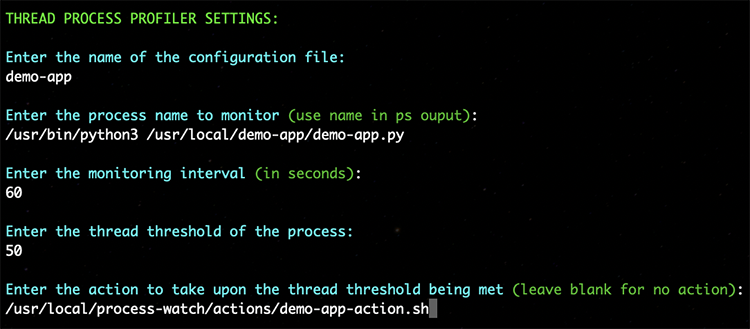 THREAD PROCESS PROFILER SETTINGS:
Enter the name of the configuration file:
demo-app
Enter the process name to monitor (use name in ps ouput):
/usr/bin/python3 /usr/local/demo-app/demo-app.py
Enter the monitoring interval (in seconds):
60
Enter the thread threshold of the process:
50
Enter the action to take upon the thread threshold being met (leave blank for no action):
/usr/local/process-watch/actions/demo-app-action.sh